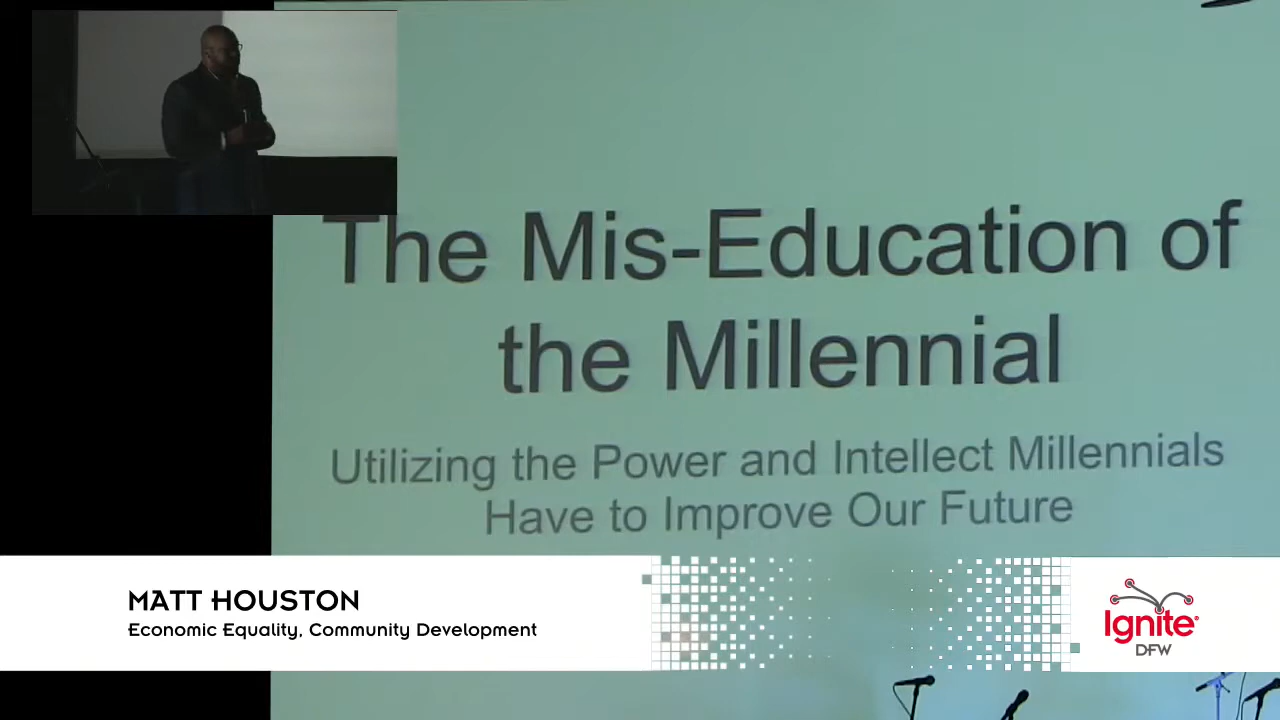 The Mis-Education of
the Millennial
Utilizing the Power and Intellect Millennials
Have to Improve Our Future
MATT HOUSTON
Economic Equality, Community Development
Ignite
DFW